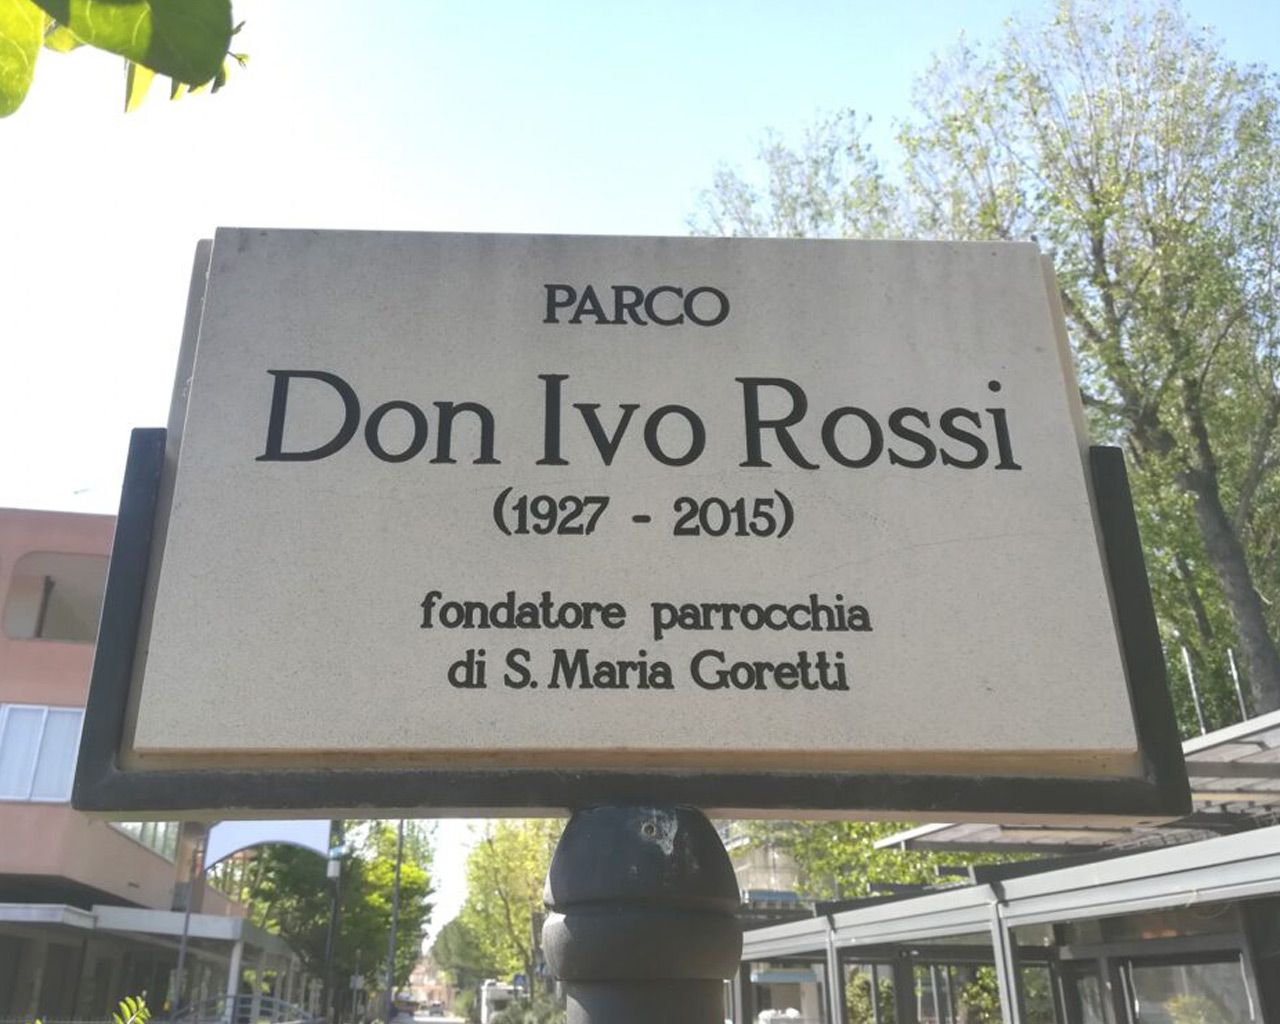 PARCO
Don Ivo Rossi
(1927 - 2015)
fondatore parrocchia
di S. Maria Goretti